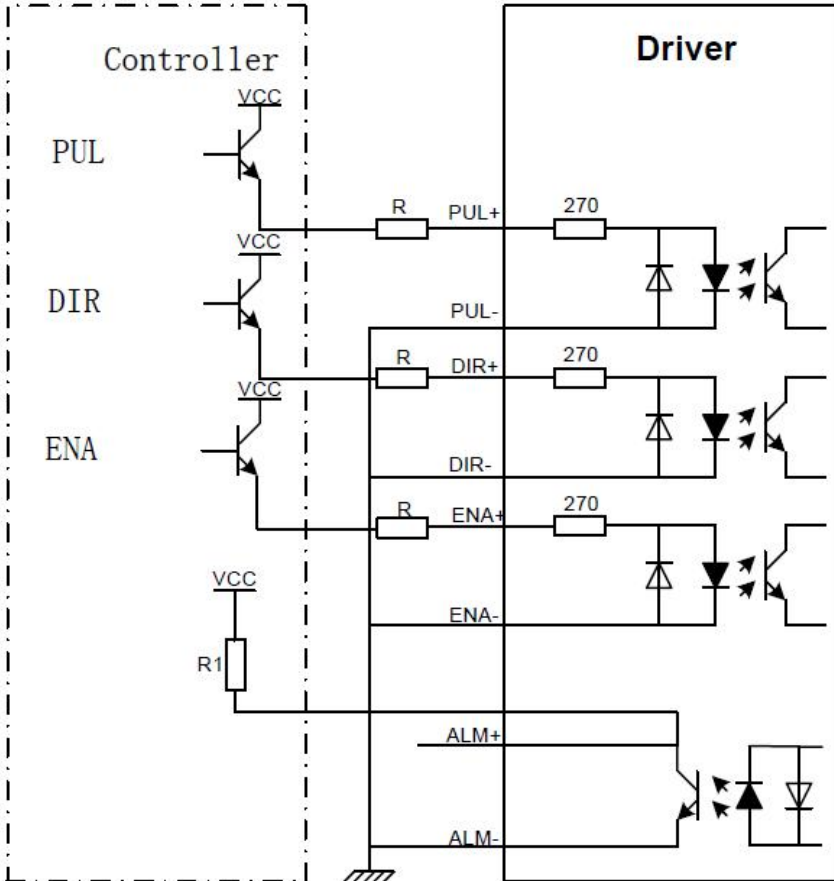 Controller
Driver
VCC
PUL
R
PUL+
270
VCC
DIR
PUL-
R
DIR+
270
VCC
ENA
DIR-
R
ENA+
270
VCC
ENA-
R1
ALM+
ALM-